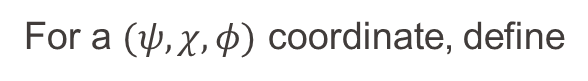 For a (𝜓, 𝜒, 𝜙) coordinate, define